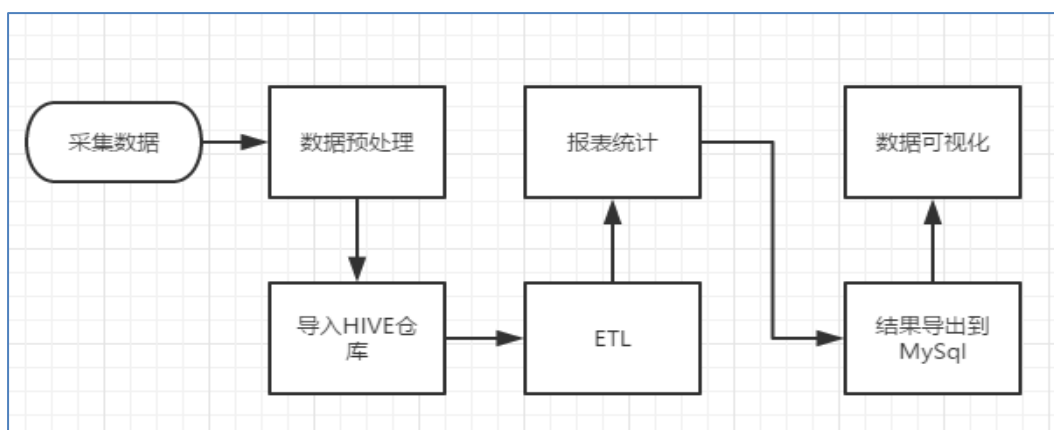 采集数据
数据预处理
报表统计
数据可视化
导入HIVE仓
库
ETL
结果导出到
MySql